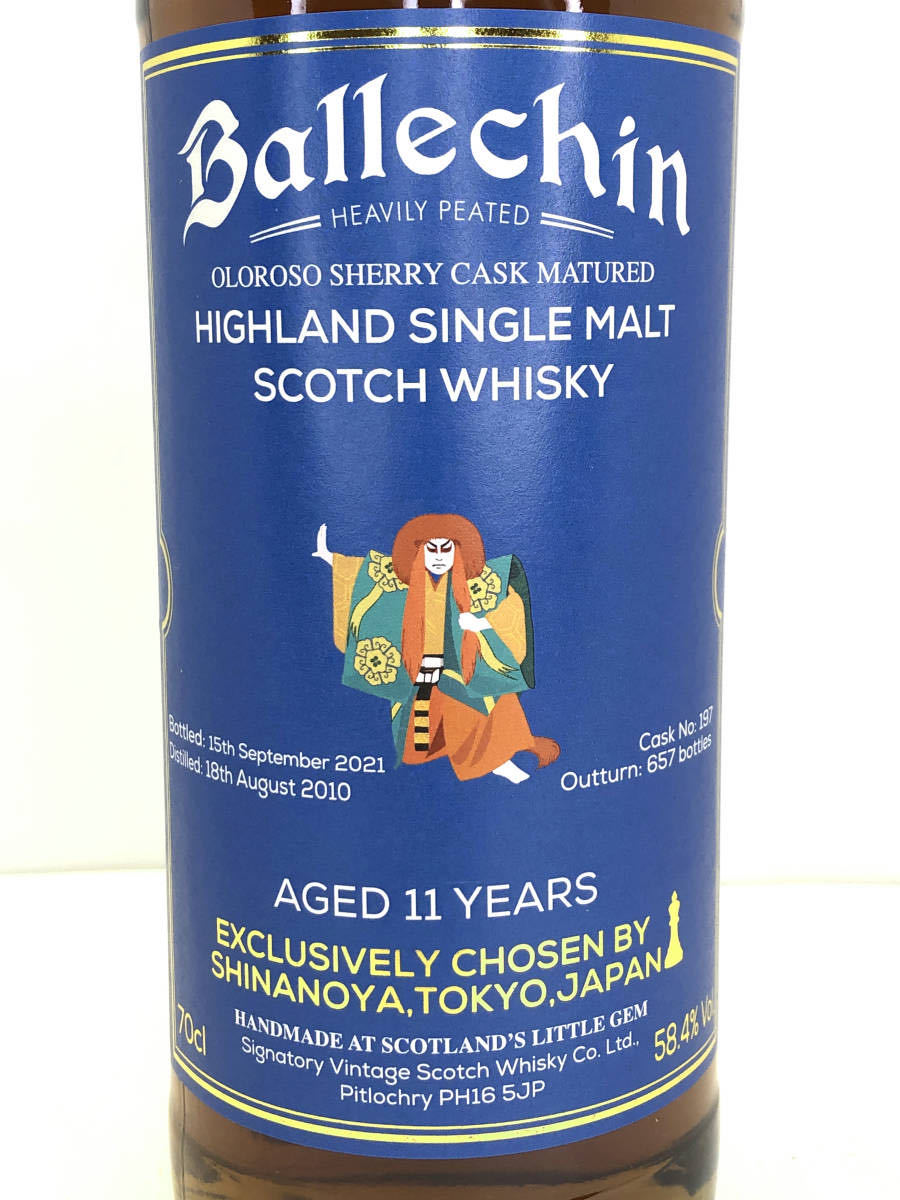 Ballechin
HEAVILY PEATED
OLOROSO SHERRY CASK MATURED
HIGHLAND SINGLE MALT
SCOTCH WHISKY
Bottled: 15th September 2021
Distilled: 18th August 2010
Cask No: 197
Outturn: 657 bottles
AGED 11 YEARS
EXCLUSIVELY CHOSEN BY
SHINANOYA,TOKYO,JAPAN
70cl
HANDMADE AT SCOTLAND'S LITTLE GEM
Signatory Vintage Scotch Whisky Co. Ltd.,
Pitlochry PH16 5JP
58.4% Vol